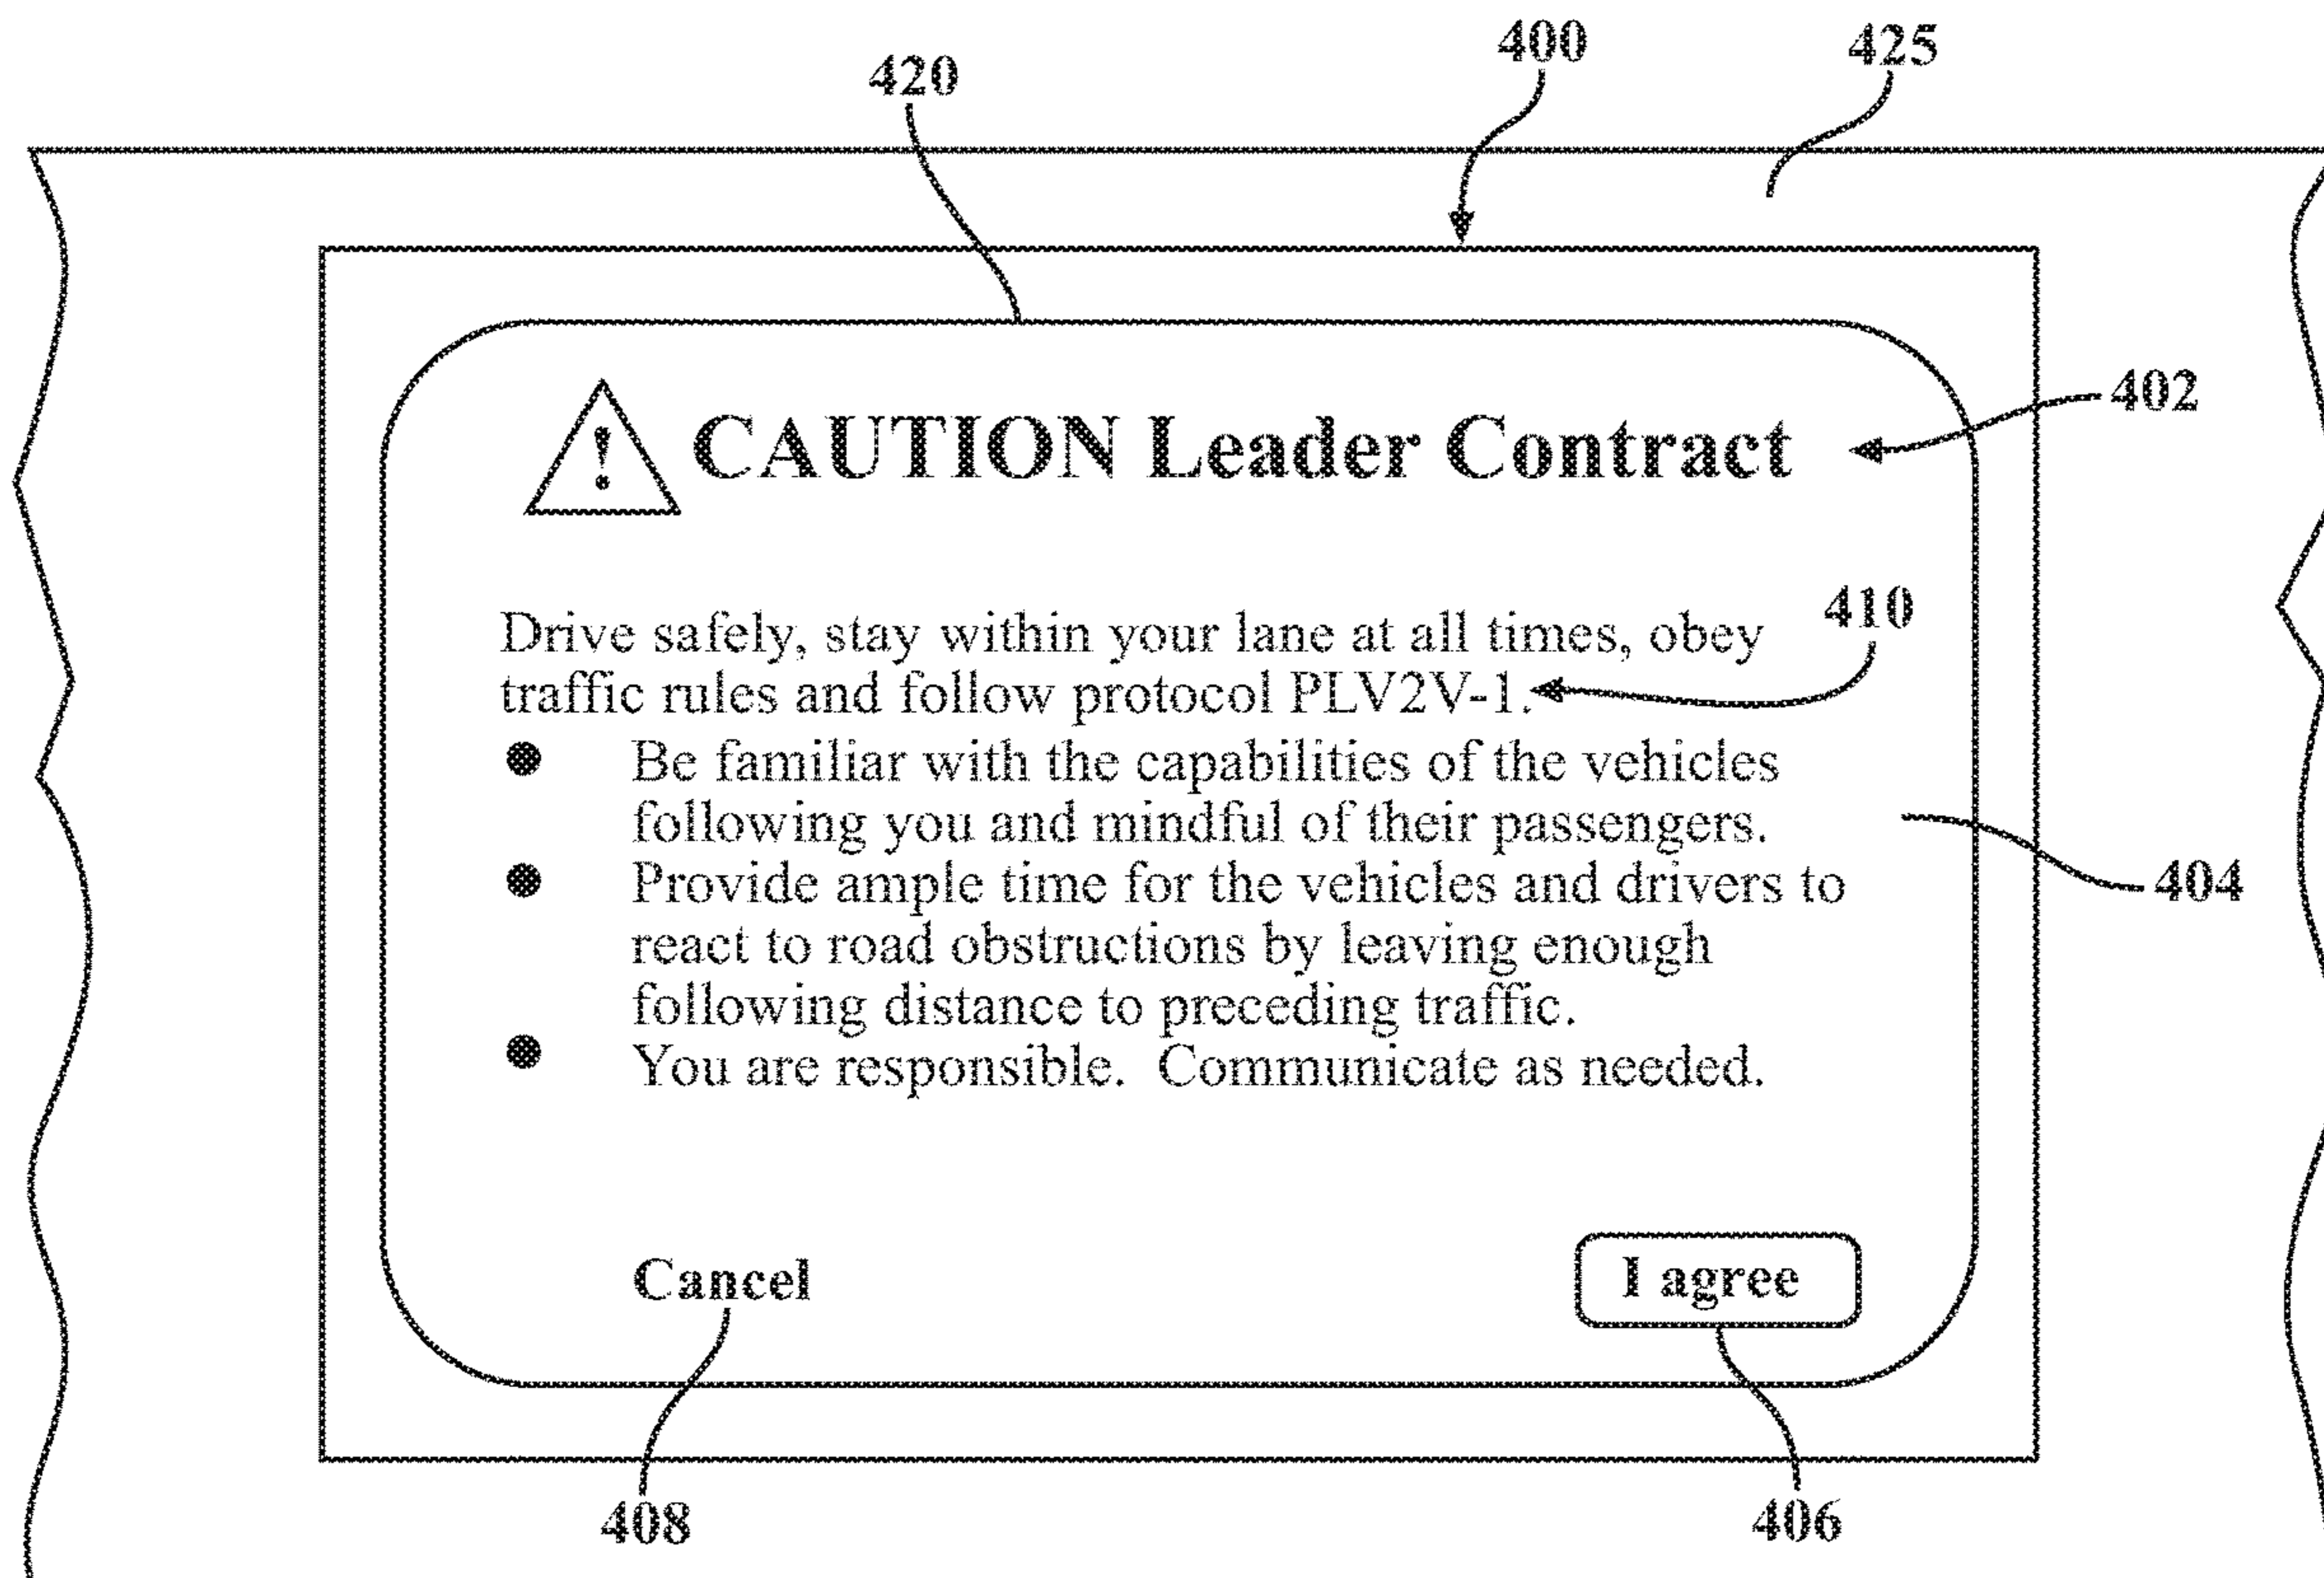 400
425
420
! CAUTION Leader Contract
402
410
Drive safely, stay within your lane at all times, obey
traffic rules and follow protocol PLV2V-1.
● Be familiar with the capabilities of the vehicles
following you and mindful of their passengers.
● Provide ample time for the vehicles and drivers to
404
react to road obstructions by leaving enough
following distance to preceding traffic.
● You are responsible.  Communicate as needed.
Cancel
I agree
408
406